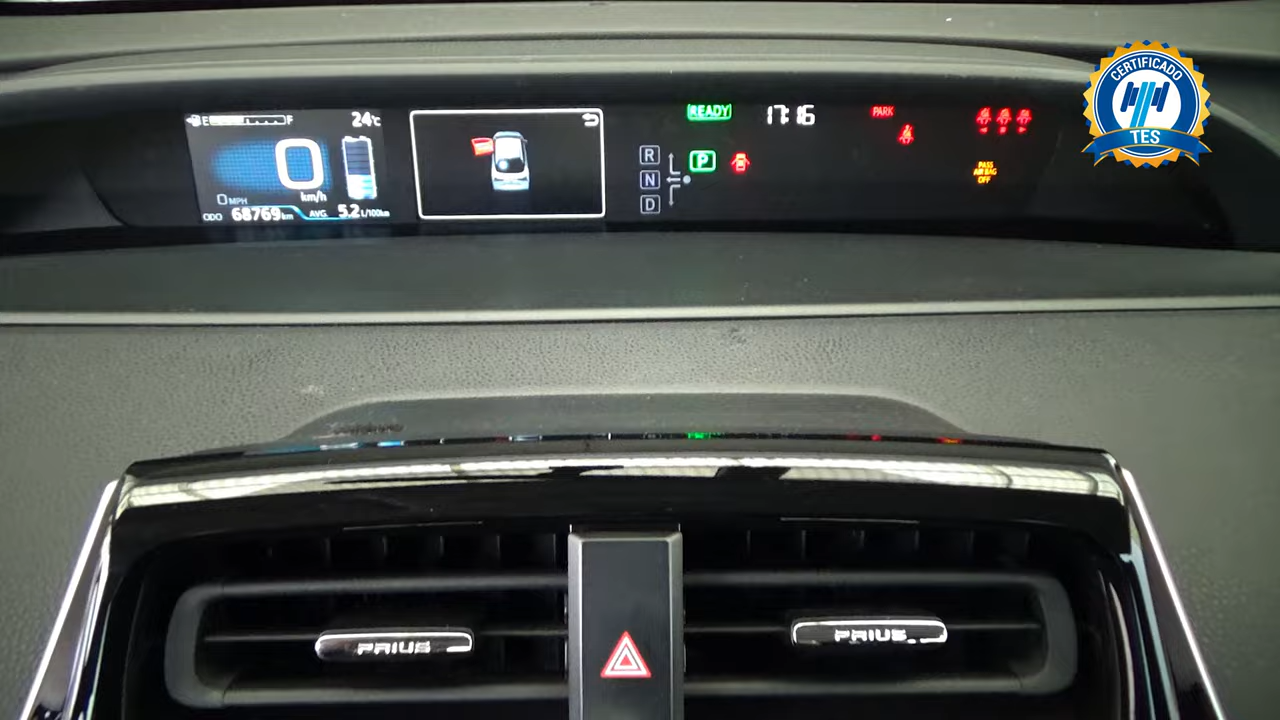 E F 24°C
0
km/h
0 MPH
ODO 68769 km AVG. 5.2 L/100km
READY
17:16
PARK
R
P
N
D
PASS
AIR BAG
OFF
CERTIFICADO
TES
PRIUS
PRIUS